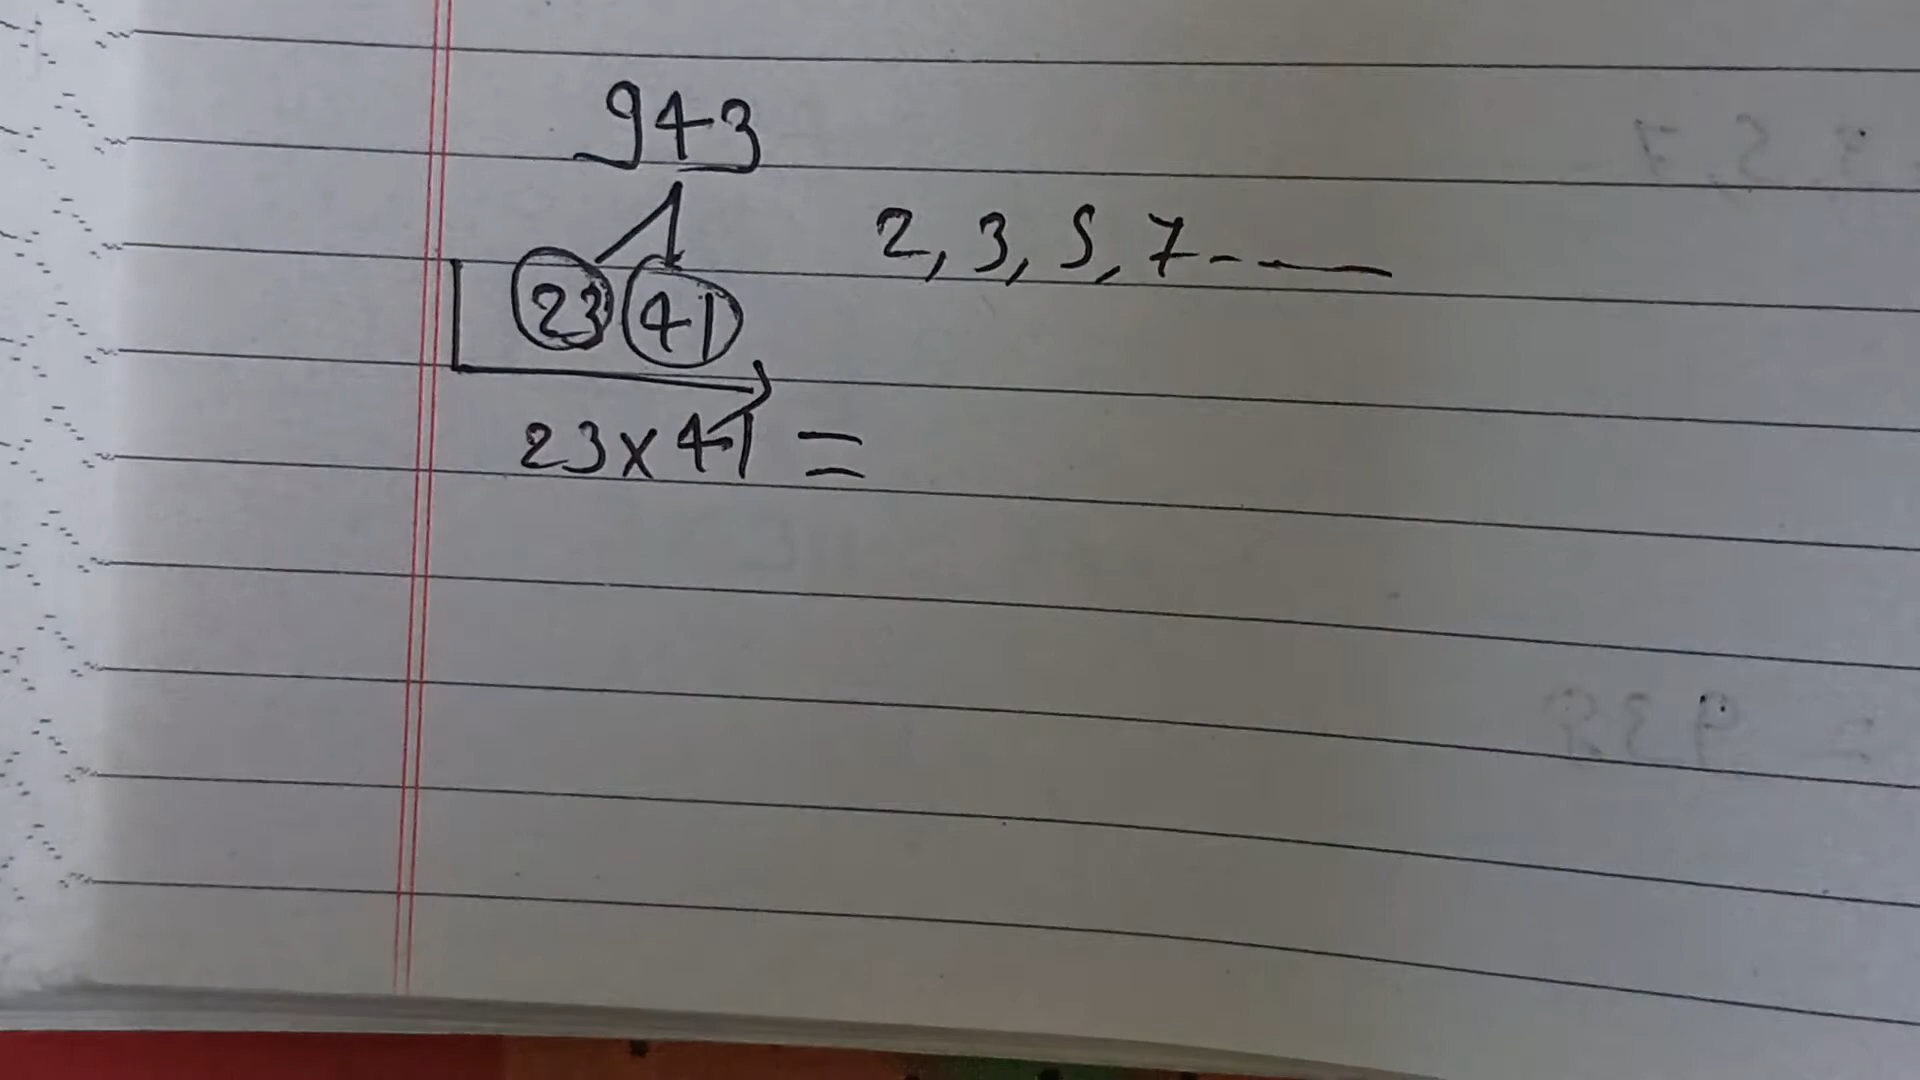 943
2, 3, 5, 7-----
23 41
23 x 41 =